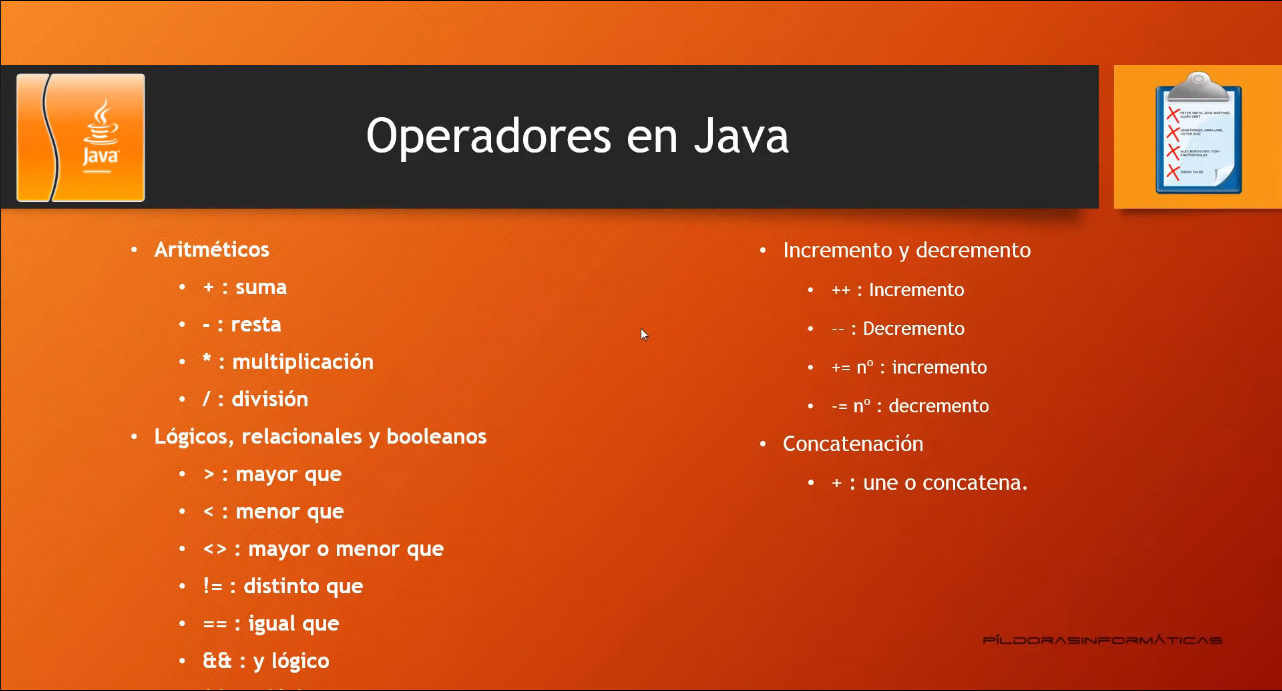 Java
Operadores en Java
• Aritméticos
• + : suma
• - : resta
• * : multiplicación
• / : división
• Lógicos, relacionales y booleanos
• > : mayor que
• < : menor que
• <> : mayor o menor que
• != : distinto que
• == : igual que
• && : y lógico
• Incremento y decremento
• ++ : Incremento
• -- : Decremento
• += nº : incremento
• -= nº : decremento
• Concatenación
• + : une o concatena.
PÍLDORASINFORMÁTICAS